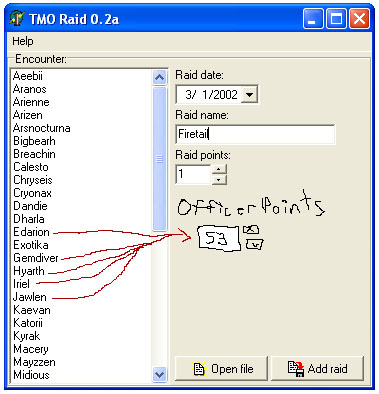 TMO Raid 0.2a
Help
Encounter:
Aeebii
Aranos
Arienne
Arizen
Arsnocturna
Bigbearh
Breachin
Calesto
Chryseis
Cryonax
Dandie
Dharla
Edarion
Exotika
Gemdiver
Hyarth
Iriel
Jawlen
Kaevan
Katorii
Kyrak
Macery
Mayzzen
Midious
Raid date:
3/ 1/2002
Raid name:
Firetail
Raid points:
1
Officer Points
53
Open file
Add raid